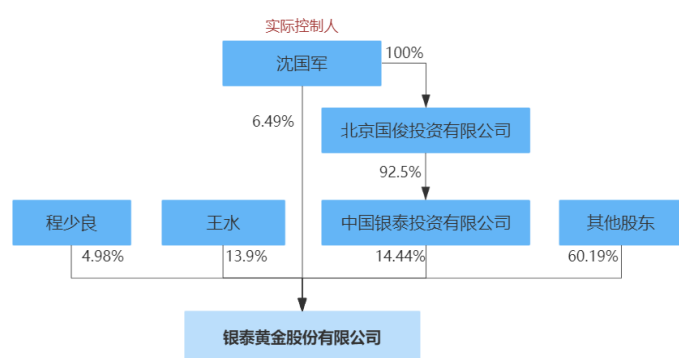 实际控制人
沈国军
100%
6.49%
北京国俊投资有限公司
92.5%
程少良
王水
中国银泰投资有限公司
其他股东
4.98%
13.9%
14.44%
60.19%
银泰黄金股份有限公司